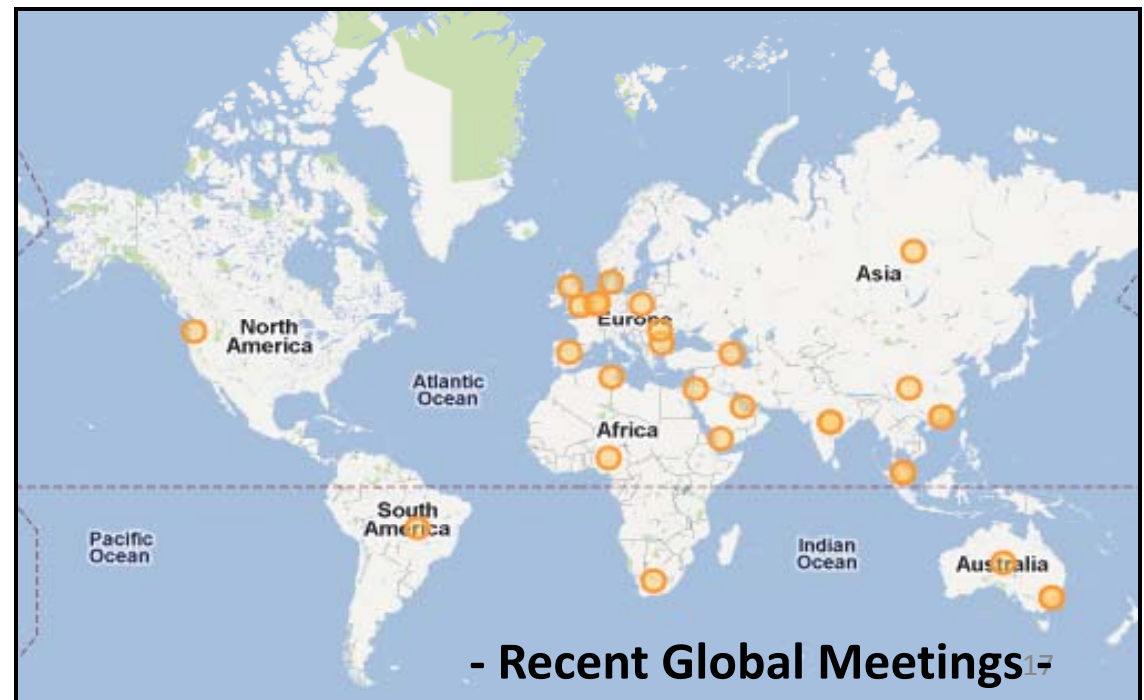 Asia
Europe
North
America
Atlantic
Ocean
Africa
South
America
Pacific
Ocean
Indian
Ocean
Australia
- Recent Global Meetings -
17